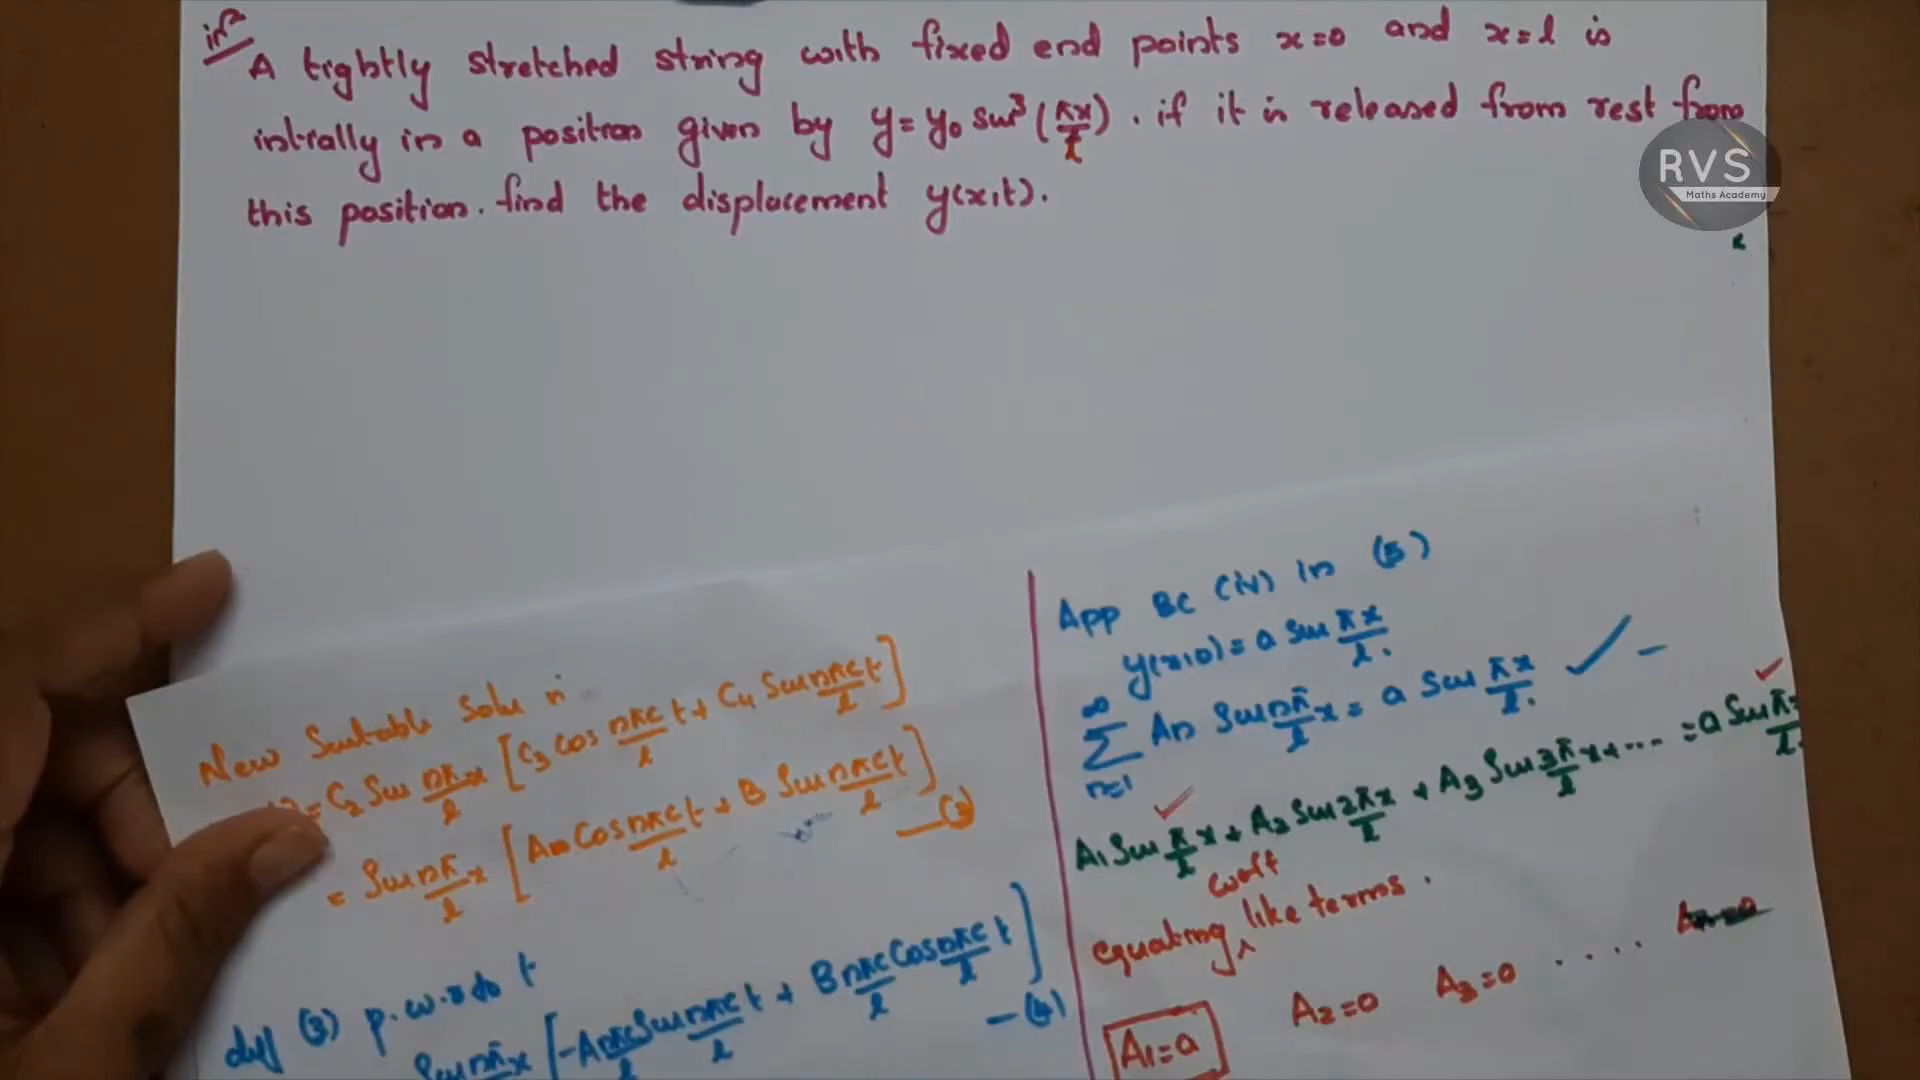 A tightly stretched string with fixed end points x=0 and x=l is
intially in a position given by y=y₀ sin³(πx/l). if it is released from rest from
this position. find the displacement y(x,t).
RVS
Maths Academy
New Suitable Soln is
= C₂ Sin nπ/l x [C₃ Cos nπc/l t + C₄ Sin nπc/l t]
= Sin nπ/l x [An Cos nπc/l t + B Sin nπc/l t] —(3)
diff (3) p.w.r.to t
Sin nπ/l x [-A nπc/l Sin nπc/l t + B nπc/l Cos nπc/l t] —(4)
App BC (iv) in (5)
y(x,0) = a Sin πx/l.
∞ Σ n=1 An Sin nπ/l x = a Sin πx/l. ✓ –
A₁ Sin π/l x + A₂ Sin 2πx/l + A₃ Sin 3π/l x + ... = a Sin πx/l.
coeff
equating like terms.
A₁=a A₂=0 A₃=0 ....